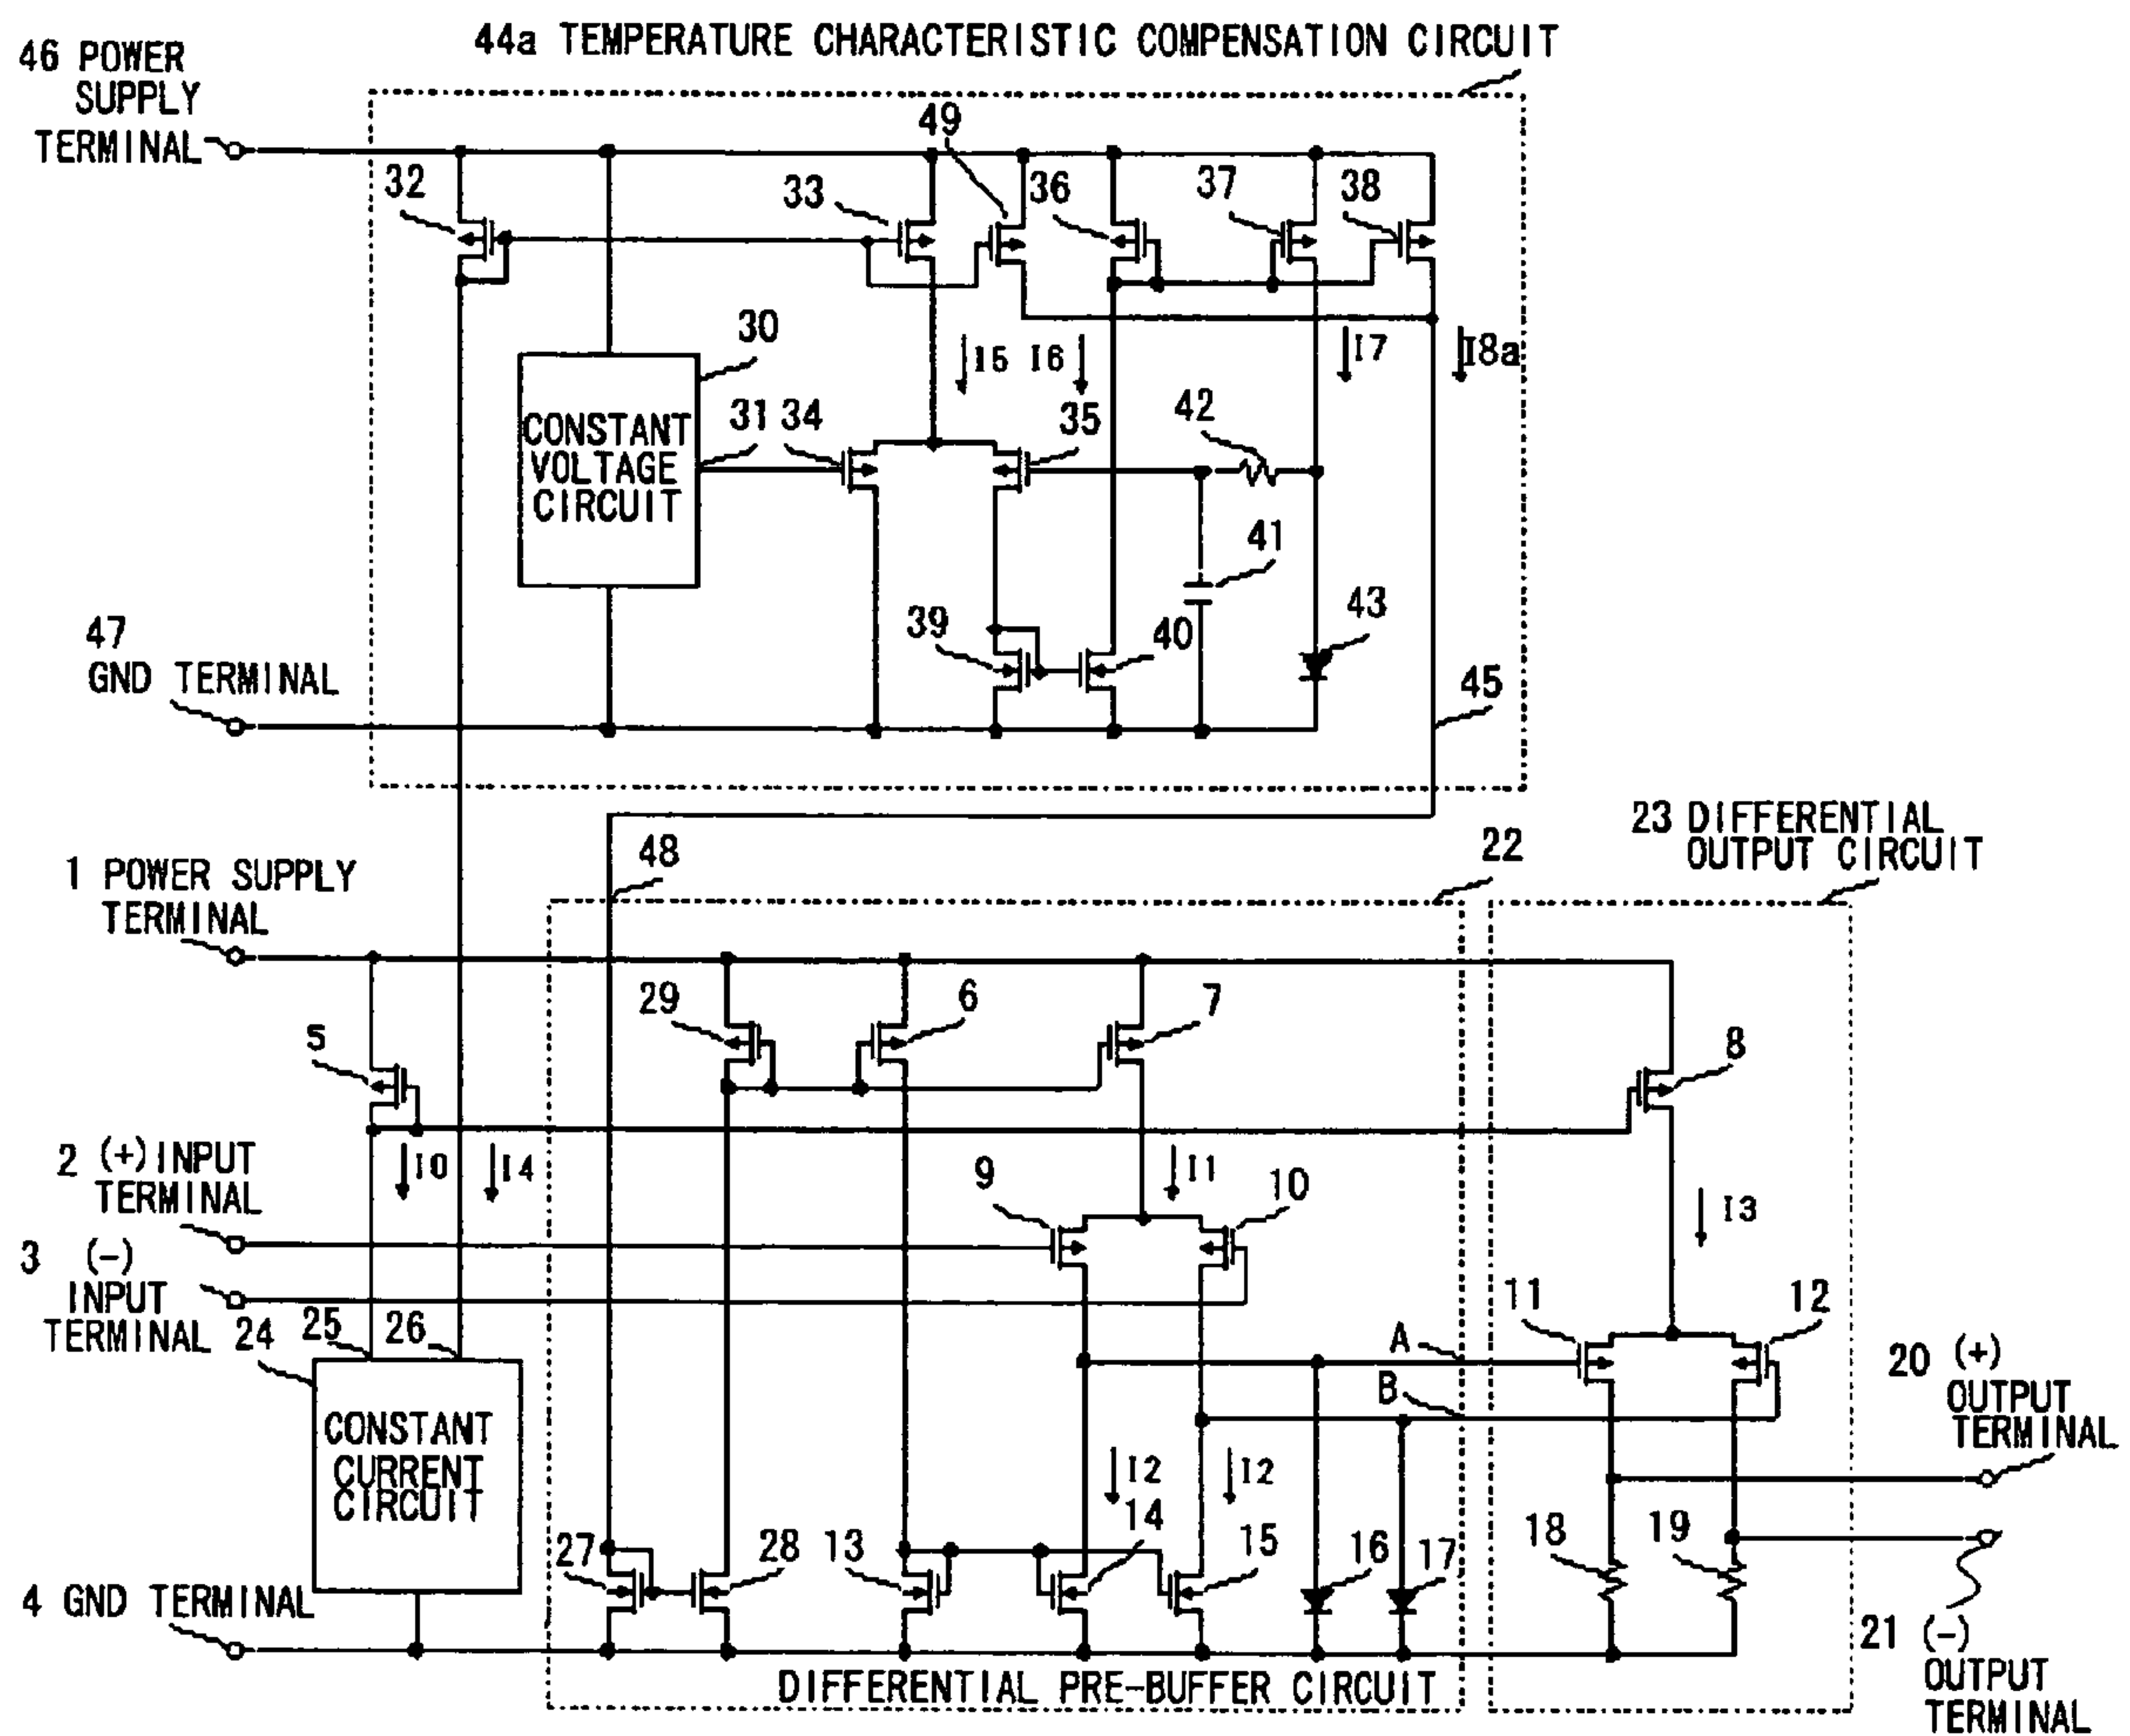 44a TEMPERATURE CHARACTERISTIC COMPENSATION CIRCUIT
46 POWER
SUPPLY
TERMINAL
49
32
33
36
37
38
30
I5
I6
I7
I8a
CONSTANT
VOLTAGE
CIRCUIT
31
34
35
42
41
43
39
40
47
GND TERMINAL
45
23 DIFFERENTIAL
OUTPUT CIRCUIT
48
22
1 POWER SUPPLY
TERMINAL
29
6
7
5
8
2 (+) INPUT
TERMINAL
I0
I4
9
I1
10
I3
3 (-)
INPUT
TERMINAL
24
25
26
11
12
A
B
20 (+)
OUTPUT
TERMINAL
CONSTANT
CURRENT
CIRCUIT
I2
I2
14
27
28
13
15
16
17
18
19
4 GND TERMINAL
21 (-)
OUTPUT
TERMINAL
DIFFERENTIAL PRE-BUFFER CIRCUIT